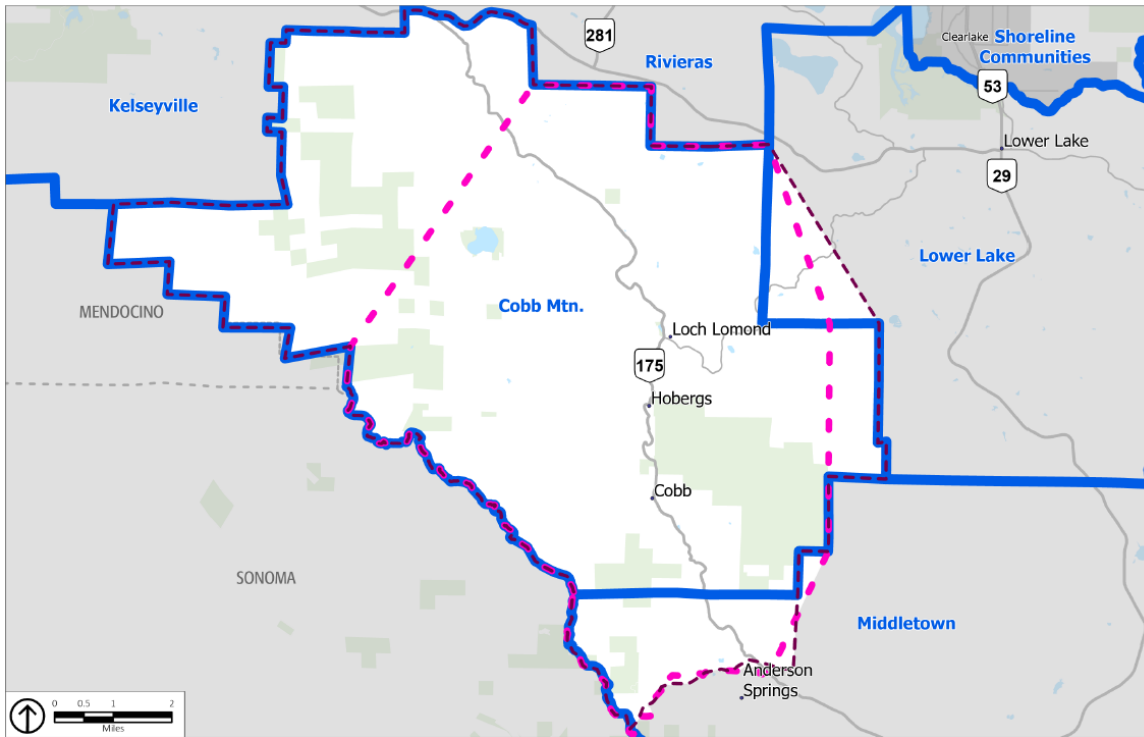 281
Rivieras
Clearlake
Shoreline
Communities
53
Kelseyville
Lower Lake
29
Lower Lake
MENDOCINO
Cobb Mtn.
Loch Lomond
175
Hobergs
Cobb
SONOMA
Middletown
Anderson
Springs
0 0.5 1 2
Miles